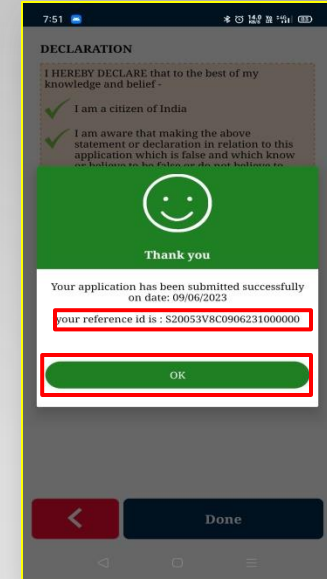 7:51
DECLARATION
I HEREBY DECLARE that to the best of my
knowledge and belief -
I am a citizen of India
I am aware that making the above
statement or declaration in relation to this
application which is false and which know
or believe to be false or do not believe to
Thank you
Your application has been submitted successfully
on date: 09/06/2023
your reference id is : S20053V8C0906231000000
OK
Done